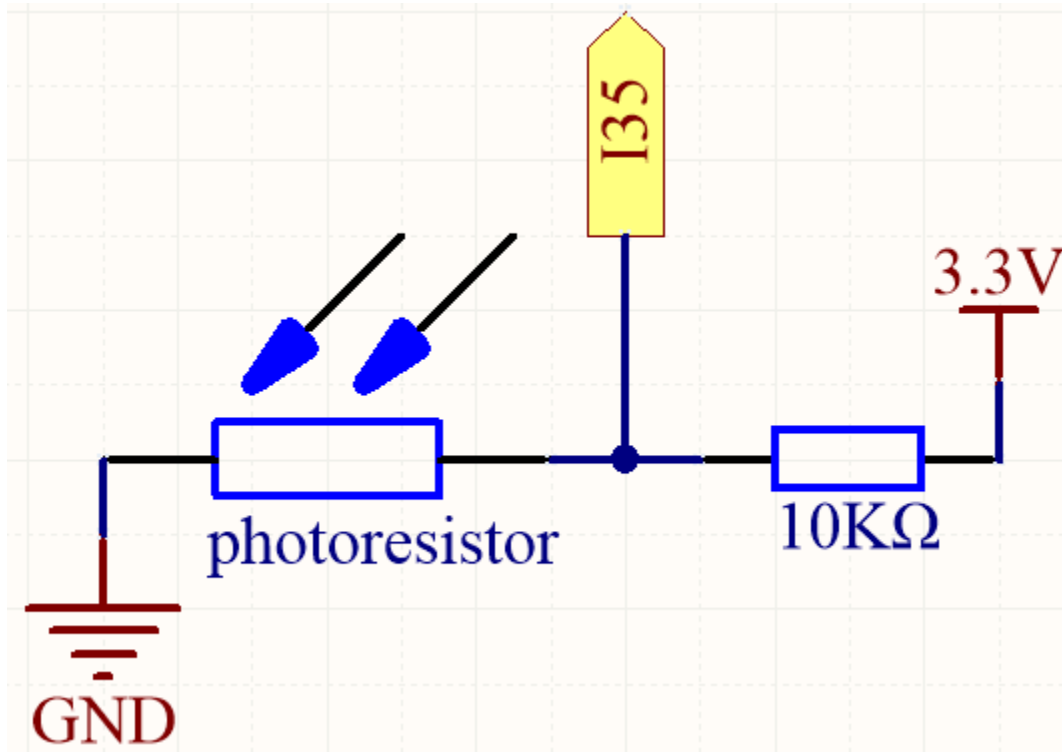 I35
3.3V
photoresistor
10KΩ
GND